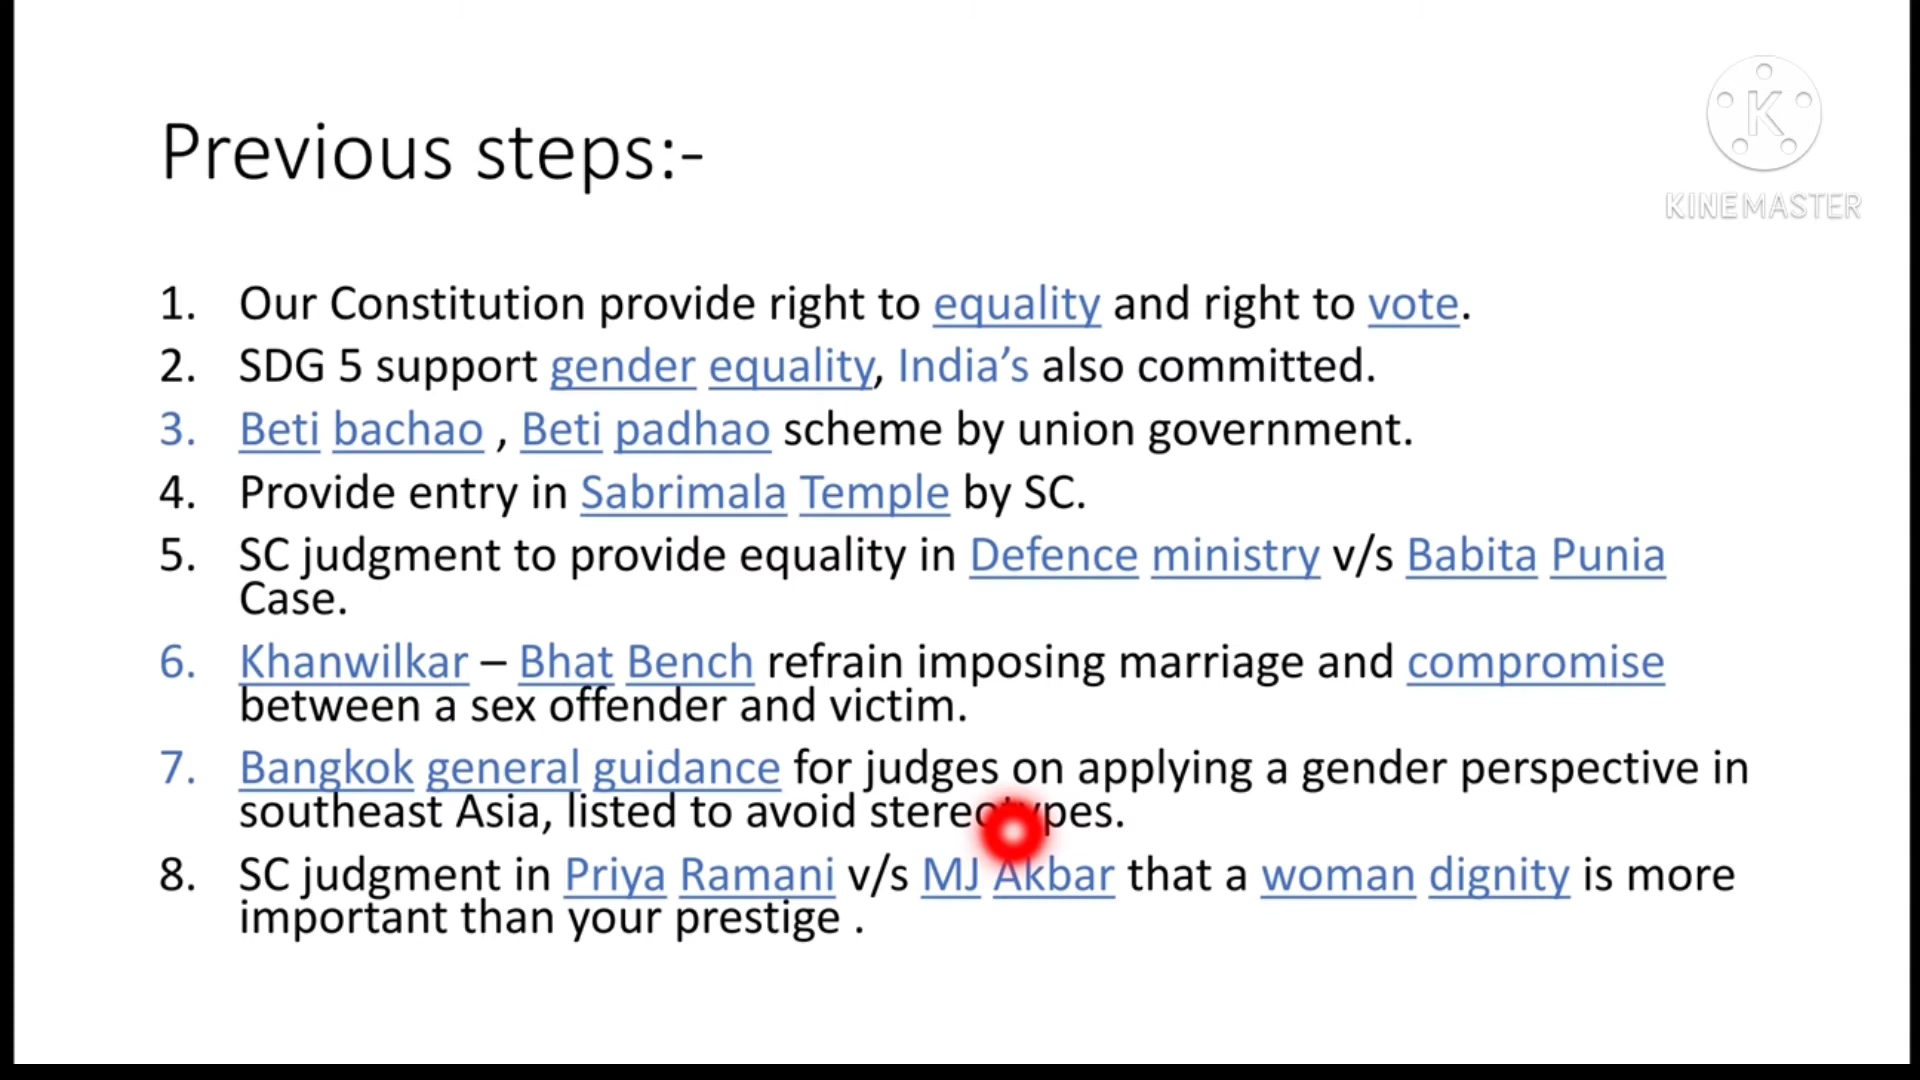 K
KINEMASTER
Previous steps:-
1. Our Constitution provide right to equality and right to vote.
2. SDG 5 support gender equality, India’s also committed.
3. Beti bachao , Beti padhao scheme by union government.
4. Provide entry in Sabrimala Temple by SC.
5. SC judgment to provide equality in Defence ministry v/s Babita Punia
Case.
6. Khanwilkar – Bhat Bench refrain imposing marriage and compromise
between a sex offender and victim.
7. Bangkok general guidance for judges on applying a gender perspective in
southeast Asia, listed to avoid stereotypes.
8. SC judgment in Priya Ramani v/s MJ Akbar that a woman dignity is more
important than your prestige .